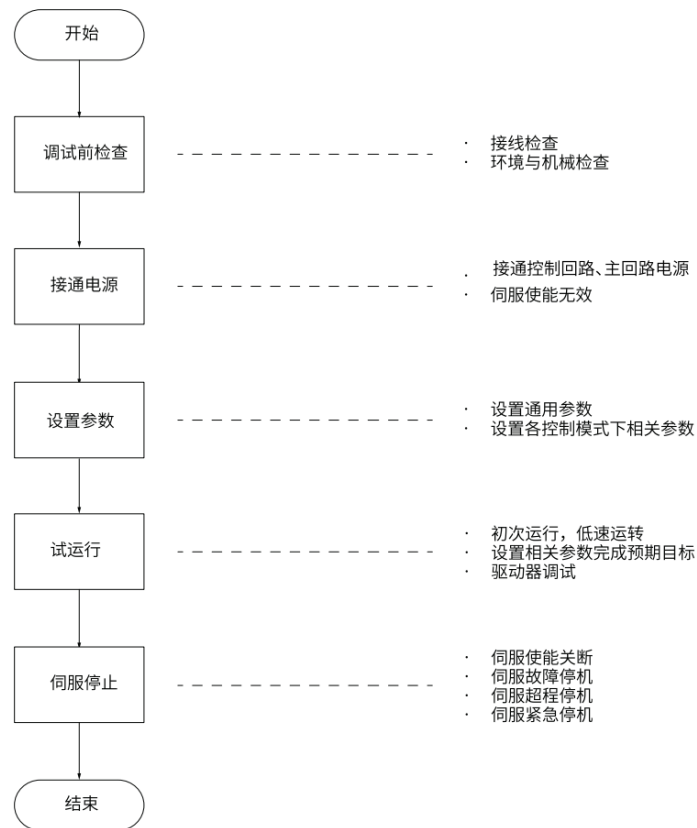 开始
调试前检查
· 接线检查
· 环境与机械检查
接通电源
· 接通控制回路、主回路电源
· 伺服使能无效
设置参数
· 设置通用参数
· 设置各控制模式下相关参数
试运行
· 初次运行，低速运转
· 设置相关参数完成预期目标
· 驱动器调试
伺服停止
· 伺服使能关断
· 伺服故障停机
· 伺服超程停机
· 伺服紧急停机
结束